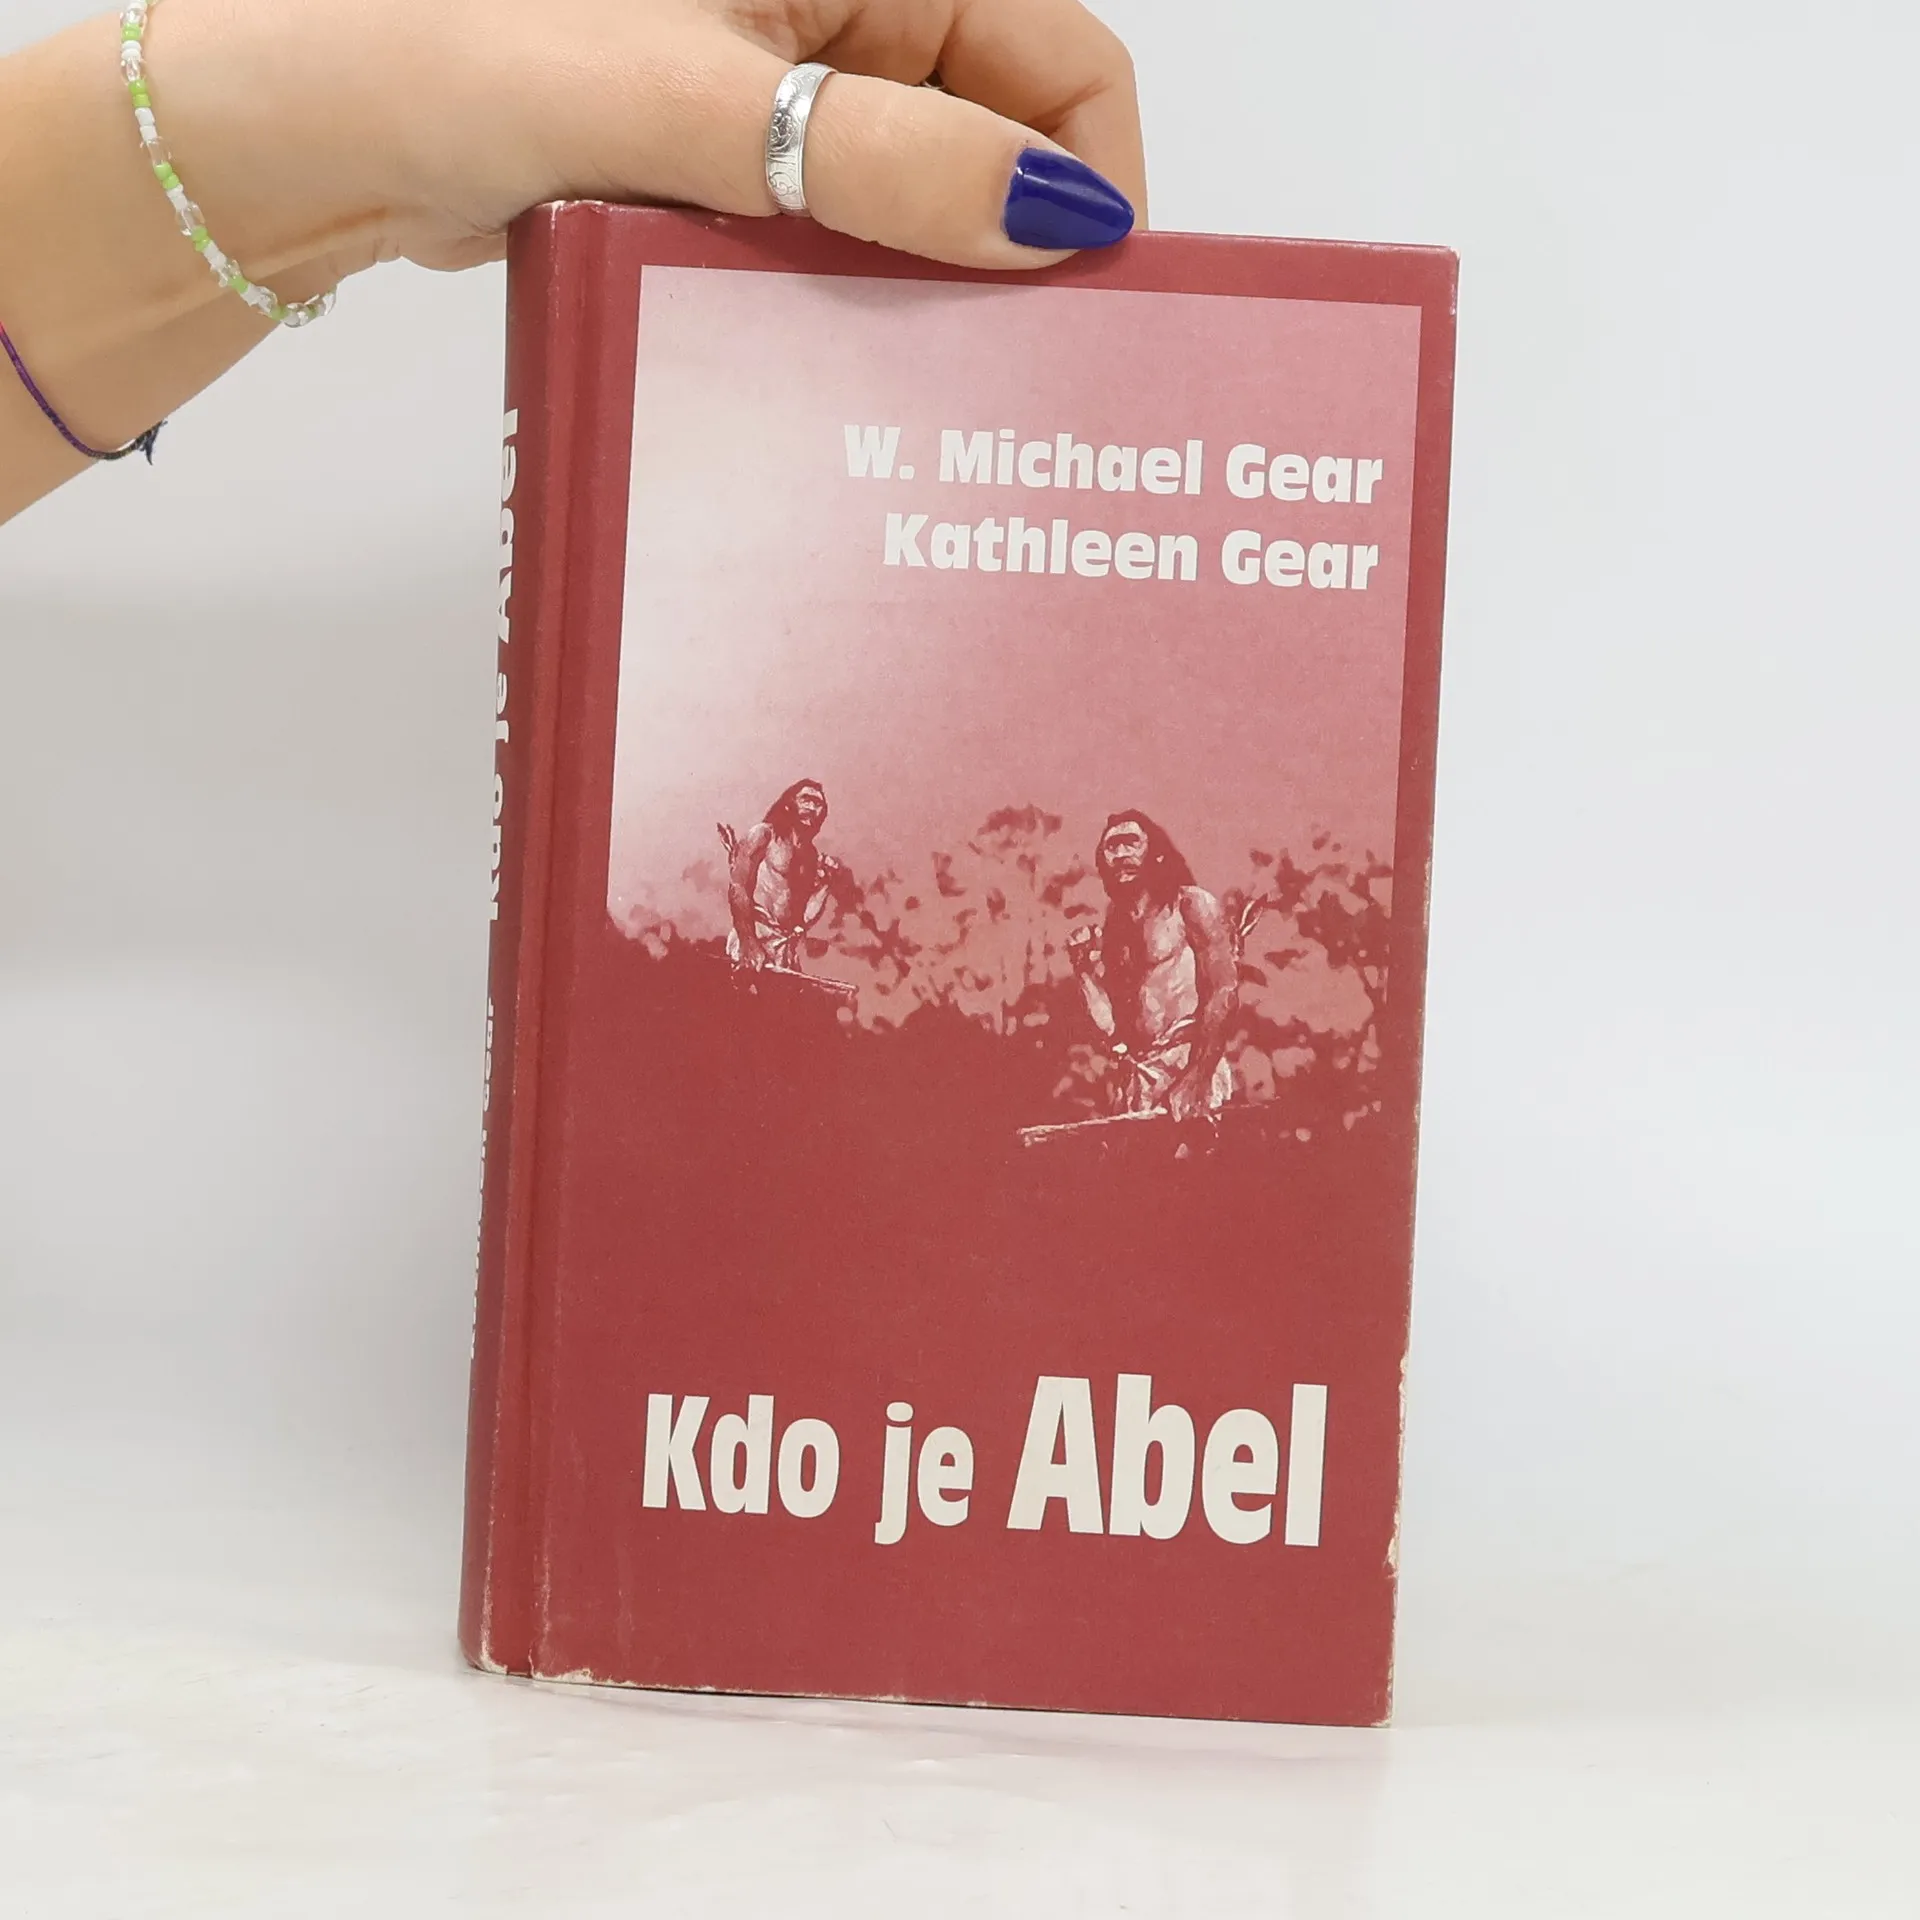 W. Michael Gear
Kathleen Gear
Kdo je Abel
Kdo je Abel